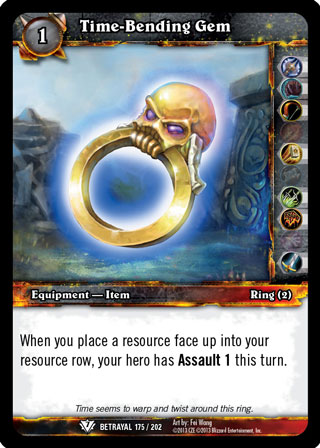 1
Time-Bending Gem
Equipment — Item
Ring (2)
When you place a resource face up into your
resource row, your hero has Assault 1 this turn.
Time seems to warp and twist around this ring.
BETRAYAL 175 / 202
Art by: Fei Wang
©2013 CZE ©2013 Blizzard Entertainment, Inc.